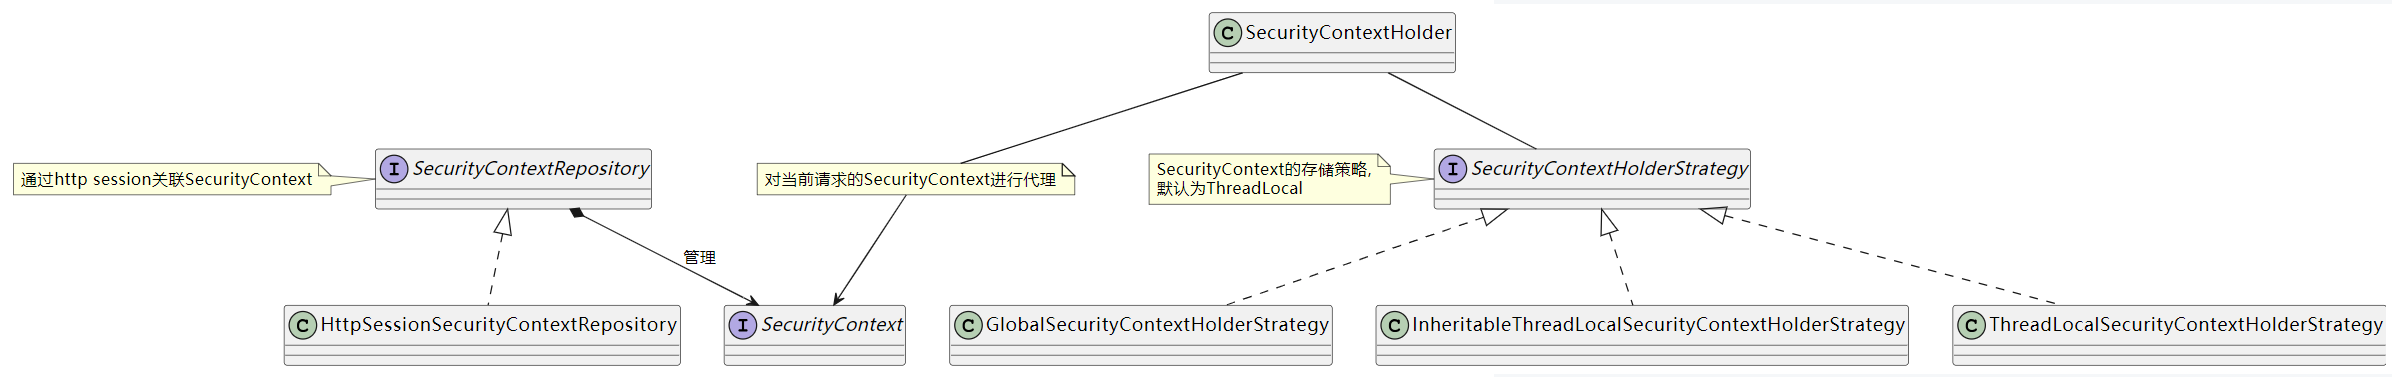 C SecurityContextHolder
通过http session关联SecurityContext
I SecurityContextRepository
对当前请求的SecurityContext进行代理
SecurityContext的存储策略,
默认为ThreadLocal
I SecurityContextHolderStrategy
管理
C HttpSessionSecurityContextRepository
I SecurityContext
C GlobalSecurityContextHolderStrategy
C InheritableThreadLocalSecurityContextHolderStrategy
C ThreadLocalSecurityContextHolderStrategy